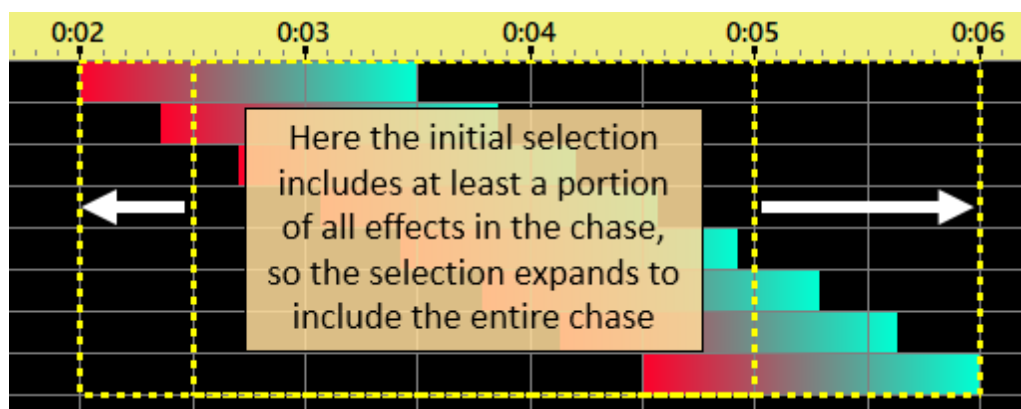 0:02 0:03 0:04 0:05 0:06
Here the initial selection
includes at least a portion
of all effects in the chase,
so the selection expands to
include the entire chase